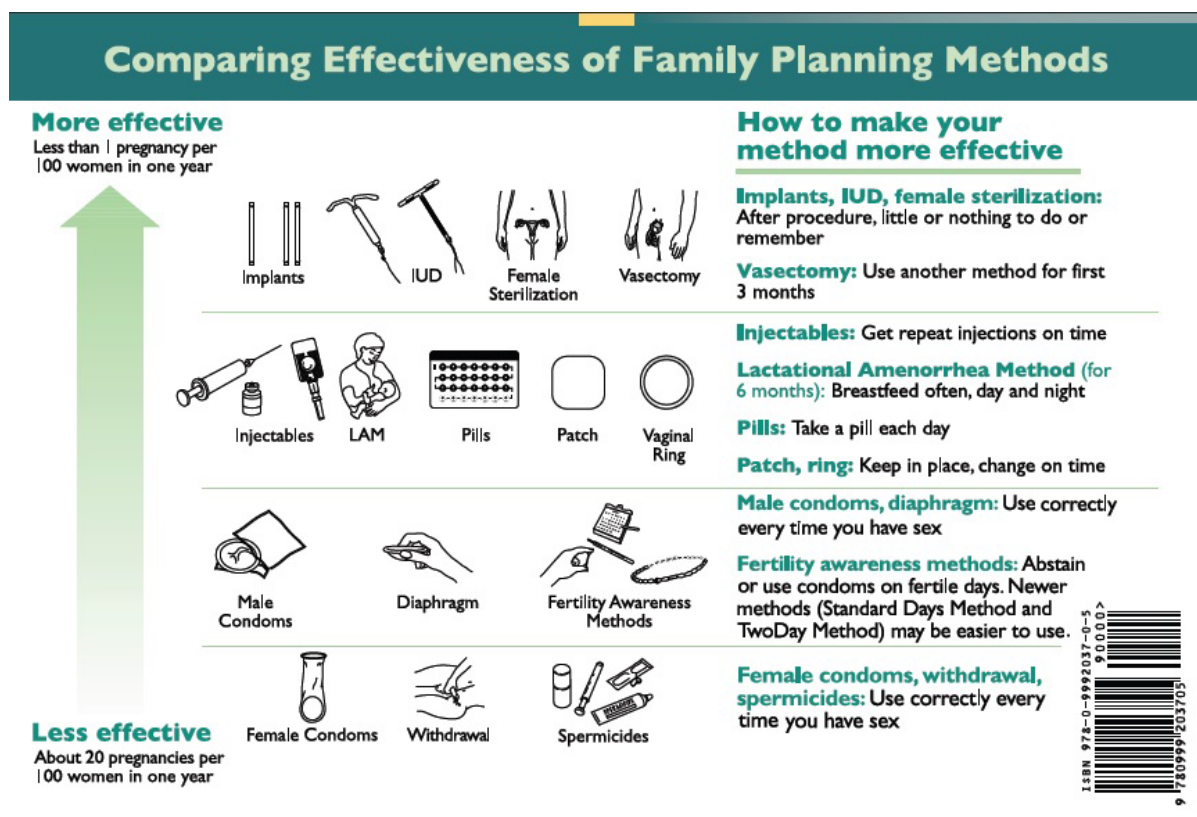 Comparing Effectiveness of Family Planning Methods
More effective
Less than 1 pregnancy per
100 women in one year
Implants
IUD
Female
Sterilization
Vasectomy
Injectables
LAM
Pills
Patch
Vaginal
Ring
Male
Condoms
Diaphragm
Fertility Awareness
Methods
Female Condoms
Withdrawal
Spermicides
Less effective
About 20 pregnancies per
100 women in one year
How to make your
method more effective
Implants, IUD, female sterilization:
After procedure, little or nothing to do or
remember
Vasectomy: Use another method for first
3 months
Injectables: Get repeat injections on time
Lactational Amenorrhea Method (for
6 months): Breastfeed often, day and night
Pills: Take a pill each day
Patch, ring: Keep in place, change on time
Male condoms, diaphragm: Use correctly
every time you have sex
Fertility awareness methods: Abstain
or use condoms on fertile days. Newer
methods (Standard Days Method and
TwoDay Method) may be easier to use.
Female condoms, withdrawal,
spermicides: Use correctly every
time you have sex
ISBN 978-0-9992037-0-5
90000>
9 780999 203705